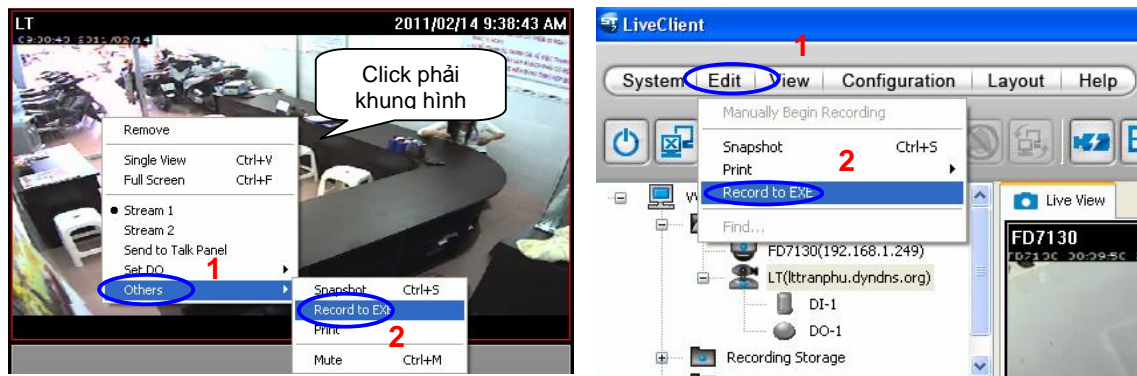 LT 2011/02/14 9:38:43 AM
Click phải
khung hình
Remove
Single View Ctrl+V
Full Screen Ctrl+F
Stream 1
Stream 2
Send to Talk Panel
Set DO
1
Others
Snapshot Ctrl+S
Record to EXE
Print
2
Mute Ctrl+M
LiveClient
1
System Edit View Configuration Layout Help
Manually Begin Recording
Snapshot Ctrl+S
Print
2
Record to EXE
Find...
FD7130(192.168.1.249)
LT(lttranphu.dyndns.org)
DI-1
DO-1
Recording Storage
Live View
FD7130